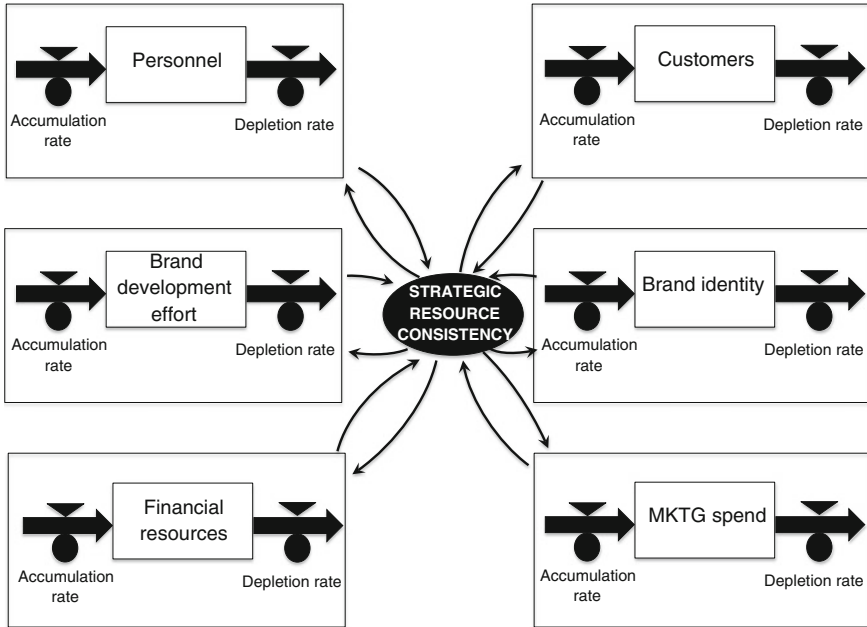 Personnel
Accumulation
rate
Depletion rate
Customers
Accumulation
rate
Depletion rate
Brand
development
effort
Accumulation
rate
Depletion rate
STRATEGIC
RESOURCE
CONSISTENCY
Brand identity
Accumulation
rate
Depletion rate
Financial
resources
Accumulation
rate
Depletion rate
MKTG spend
Accumulation
rate
Depletion rate